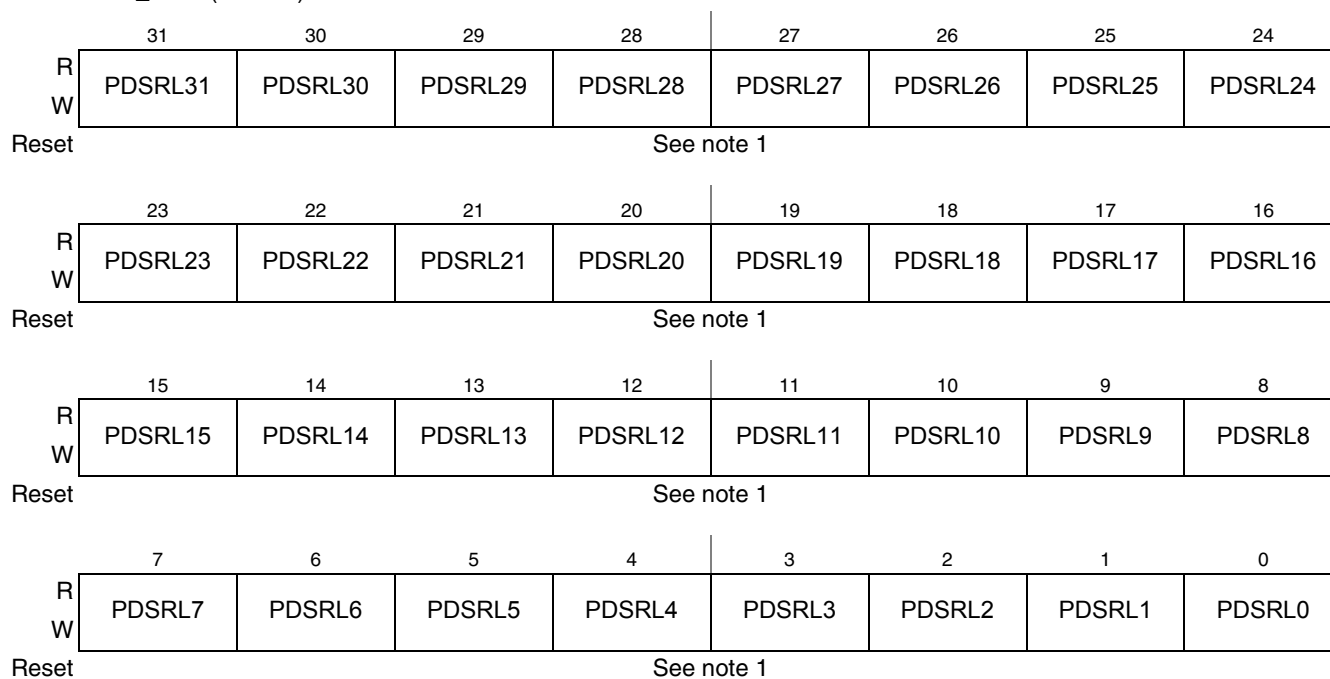 31 30 29 28 27 26 25 24
R
W
PDSRL31 PDSRL30 PDSRL29 PDSRL28 PDSRL27 PDSRL26 PDSRL25 PDSRL24
Reset See note 1
23 22 21 20 19 18 17 16
R
W
PDSRL23 PDSRL22 PDSRL21 PDSRL20 PDSRL19 PDSRL18 PDSRL17 PDSRL16
Reset See note 1
15 14 13 12 11 10 9 8
R
W
PDSRL15 PDSRL14 PDSRL13 PDSRL12 PDSRL11 PDSRL10 PDSRL9 PDSRL8
Reset See note 1
7 6 5 4 3 2 1 0
R
W
PDSRL7 PDSRL6 PDSRL5 PDSRL4 PDSRL3 PDSRL2 PDSRL1 PDSRL0
Reset See note 1